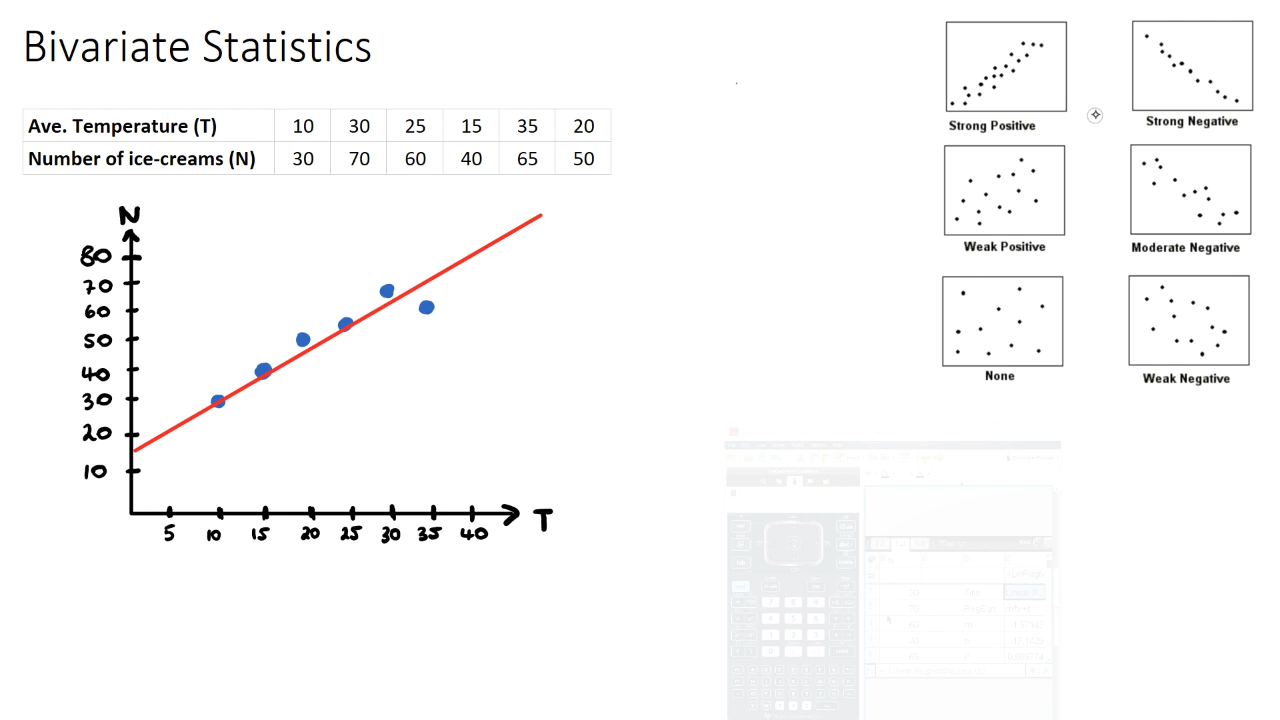 Bivariate Statistics
Ave. Temperature (T) 10 30 25 15 35 20
Number of ice-creams (N) 30 70 60 40 65 50
N
80
70
60
50
40
30
20
10
5 10 15 20 25 30 35 40 T
Strong Positive
Strong Negative
Weak Positive
Moderate Negative
None
Weak Negative